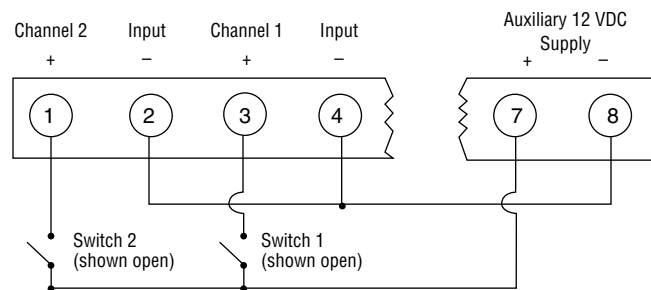 Channel 2 Input Channel 1 Input
+ – + –
Auxiliary 12 VDC
Supply
+ –
1 2 3 4 7 8
Switch 2
(shown open)
Switch 1
(shown open)